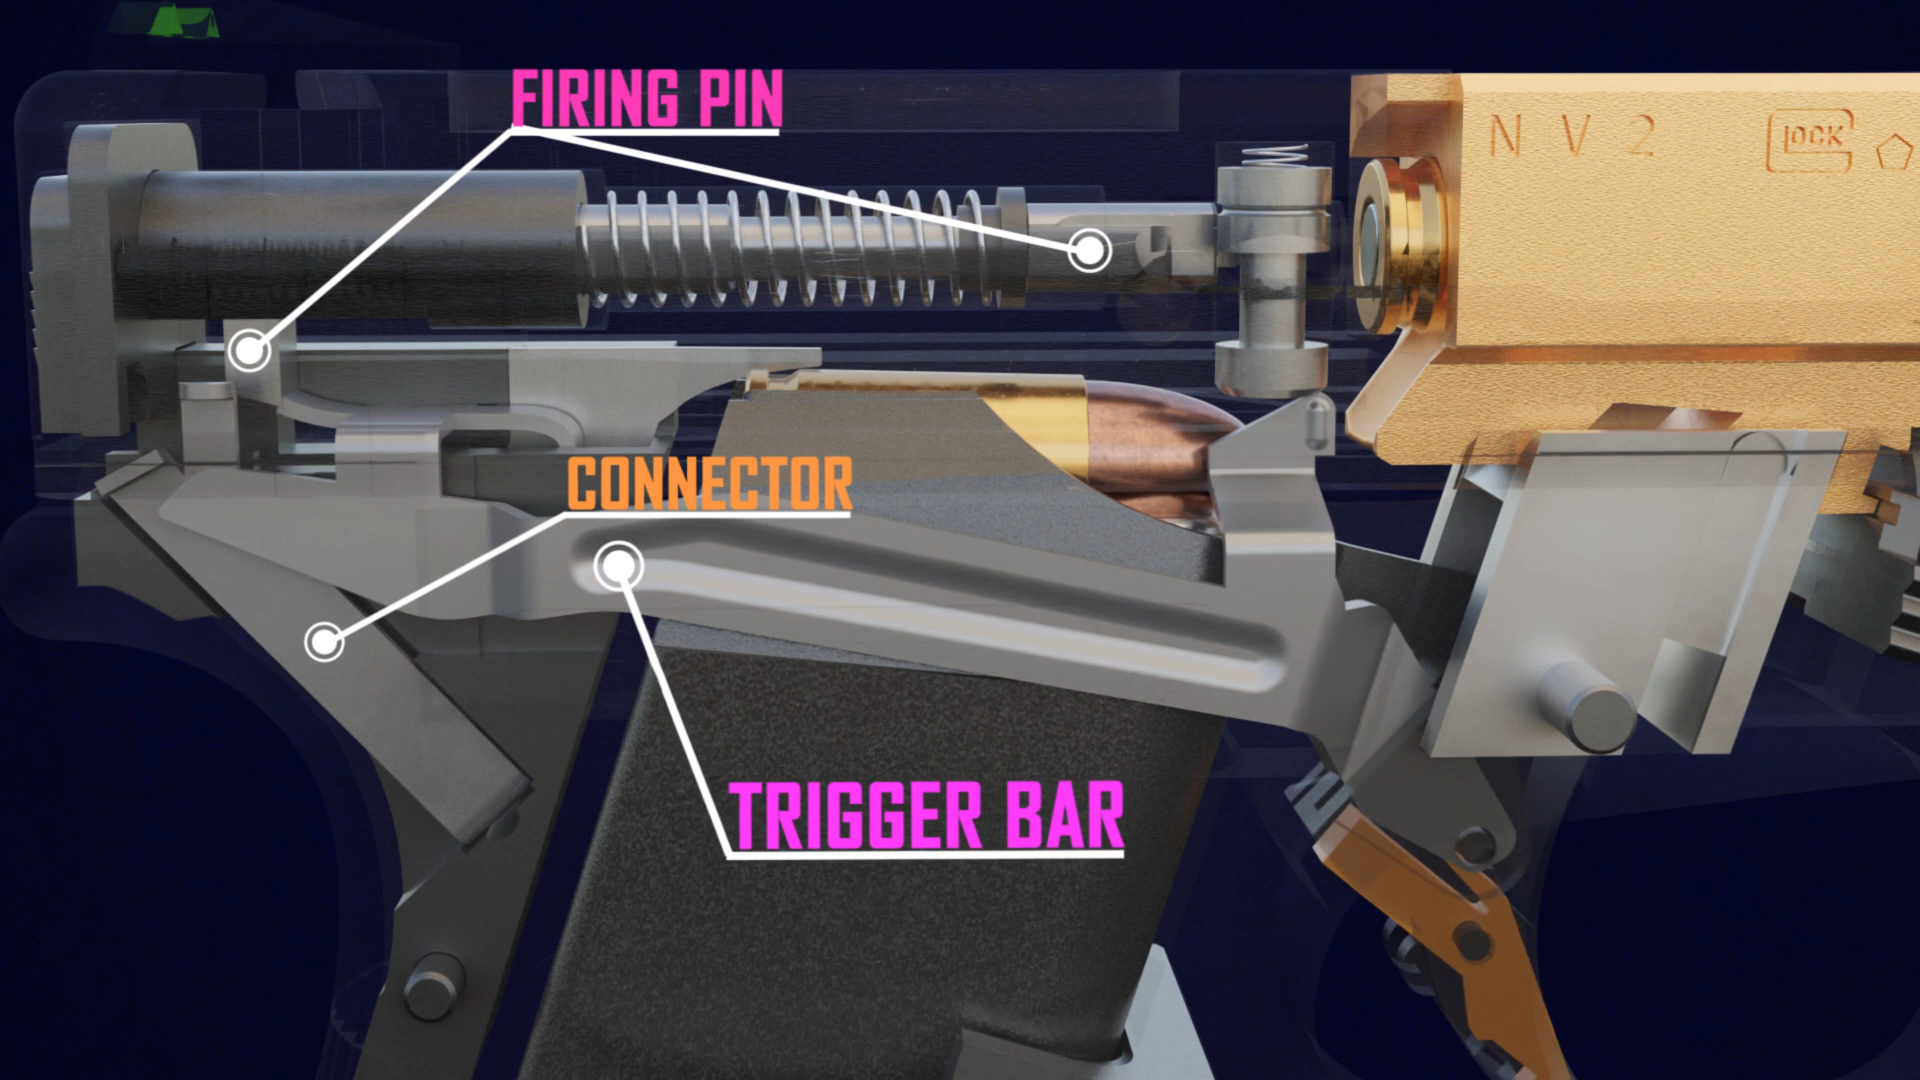 FIRING PIN
N V 2
GLOCK
CONNECTOR
TRIGGER BAR